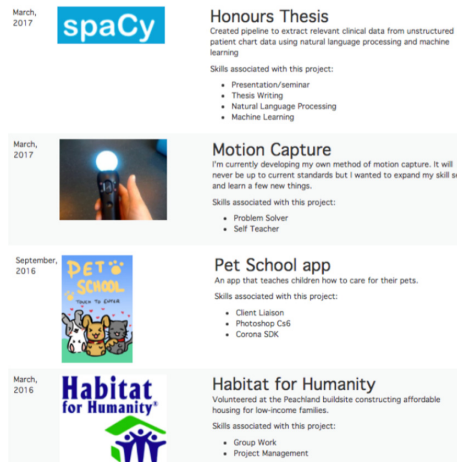 March,
2017
spaCy
Honours Thesis
Created pipeline to extract relevant clinical data from unstructured
patient chart data using natural language processing and machine
learning
Skills associated with this project:
Presentation/seminar
Thesis Writing
Natural Language Processing
Machine Learning
March,
2017
Motion Capture
I'm currently developing my own method of motion capture. It will
never be up to current standards but I wanted to expand my skill
and learn a few new things.
Skills associated with this project:
Problem Solver
Self Teacher
September,
2016
PET
SCHOOL
TOUCH TO ENTER
Pet School app
An app that teaches children how to care for their pets.
Skills associated with this project:
Client Liaison
Photoshop Cs6
Corona SDK
March,
2016
Habitat
for Humanity®
Habitat for Humanity
Volunteered at the Peachland buildsite constructing affordable
housing for low-income families.
Skills associated with this project:
Group Work
Project Management